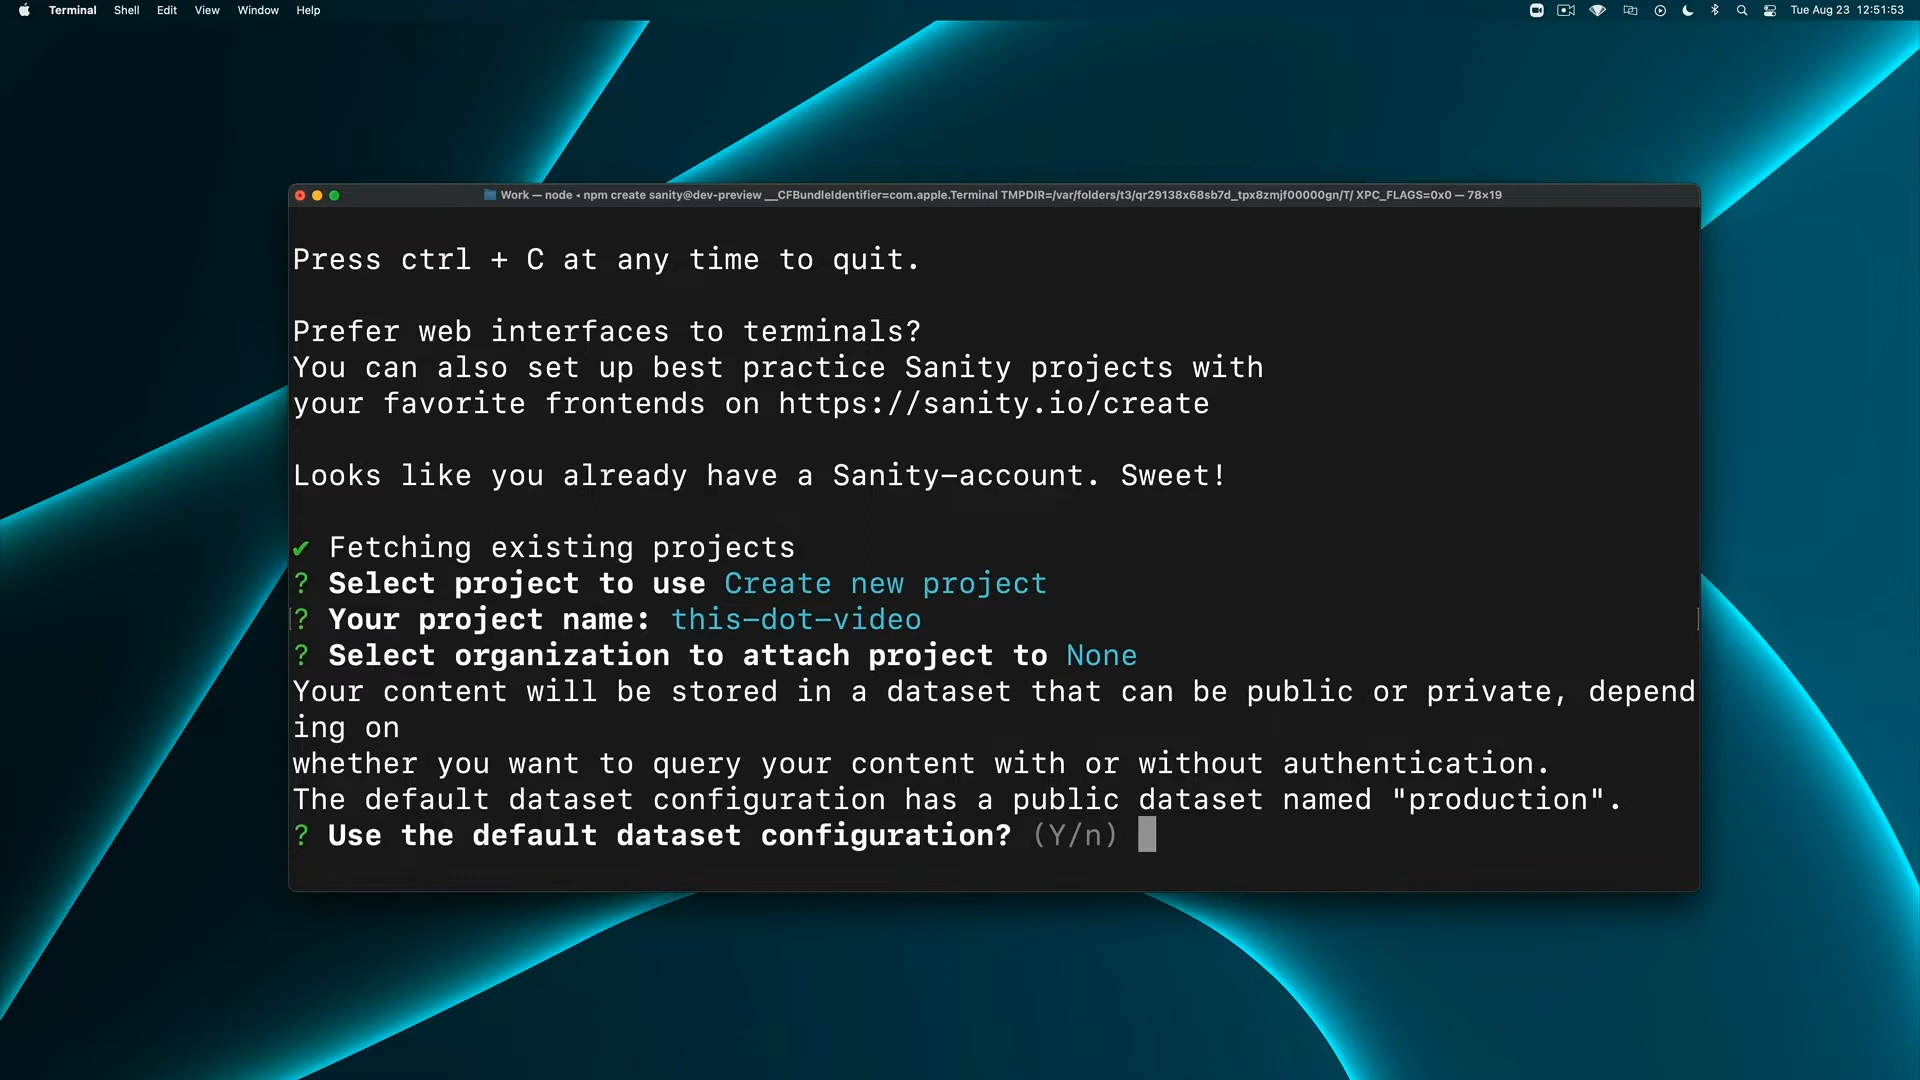 Terminal Shell Edit View Window Help Tue Aug 23 12:51:53
Work — node ◂ npm create sanity@dev-preview __CFBundleIdentifier=com.apple.Terminal TMPDIR=/var/folders/t3/qr29138x68sb7d_tpx8zmjf00000gn/T/ XPC_FLAGS=0x0 — 78×19
Press ctrl + C at any time to quit.
Prefer web interfaces to terminals?
You can also set up best practice Sanity projects with
your favorite frontends on https://sanity.io/create
Looks like you already have a Sanity-account. Sweet!
✔ Fetching existing projects
? Select project to use Create new project
? Your project name: this-dot-video
? Select organization to attach project to None
Your content will be stored in a dataset that can be public or private, depend
ing on
whether you want to query your content with or without authentication.
The default dataset configuration has a public dataset named "production".
? Use the default dataset configuration? (Y/n)